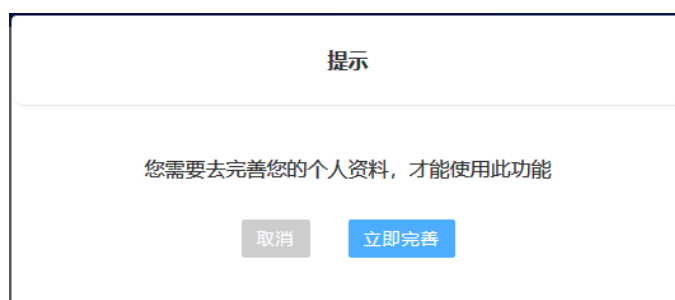 提示
您需要去完善您的个人资料，才能使用此功能
取消
立即完善